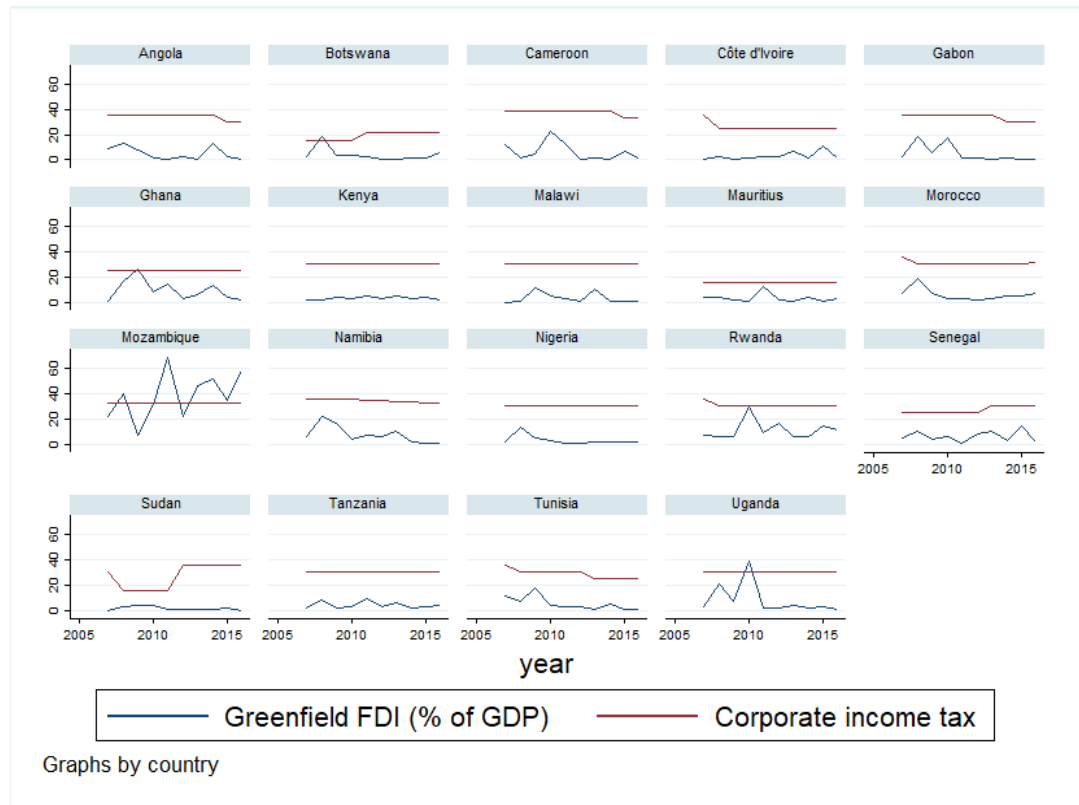 Angola Botswana Cameroon Côte d'Ivoire Gabon
60
40
20
0
Ghana Kenya Malawi Mauritius Morocco
60
40
20
0
Mozambique Namibia Nigeria Rwanda Senegal
60
40
20
0
2005 2010 2015
Sudan Tanzania Tunisia Uganda
60
40
20
0
2005 2010 2015 2005 2010 2015 2005 2010 2015 2005 2010 2015
year
Greenfield FDI (% of GDP) Corporate income tax
Graphs by country